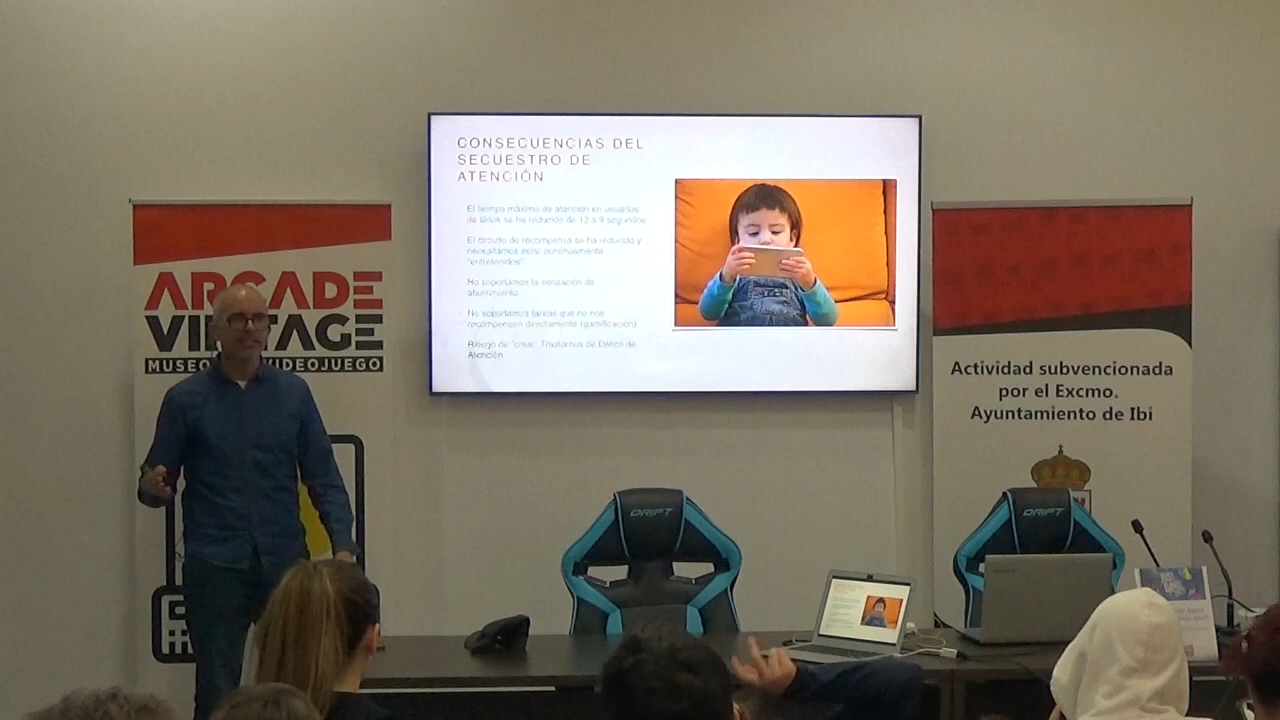 CONSECUENCIAS DEL
SECUESTRO DE
ATENCIÓN
El tiempo máximo de atención en usuarios
de tiktok se ha reducido de 12 a 9 segundos
El circuito de recompensa se ha reducido y
necesitamos estar continuamente
"entretenidos"
No soportamos la sensación de
aburrimiento
No soportamos tareas que no nos
recompensen directamente (gamificación)
Riesgo de "crear" Trastornos de Déficit de
Atención
ARCADE
VINTAGE
MUSEO VIDEOJUEGO
Actividad subvencionada
por el Excmo.
Ayuntamiento de Ibi
DRIFT
DRIFT